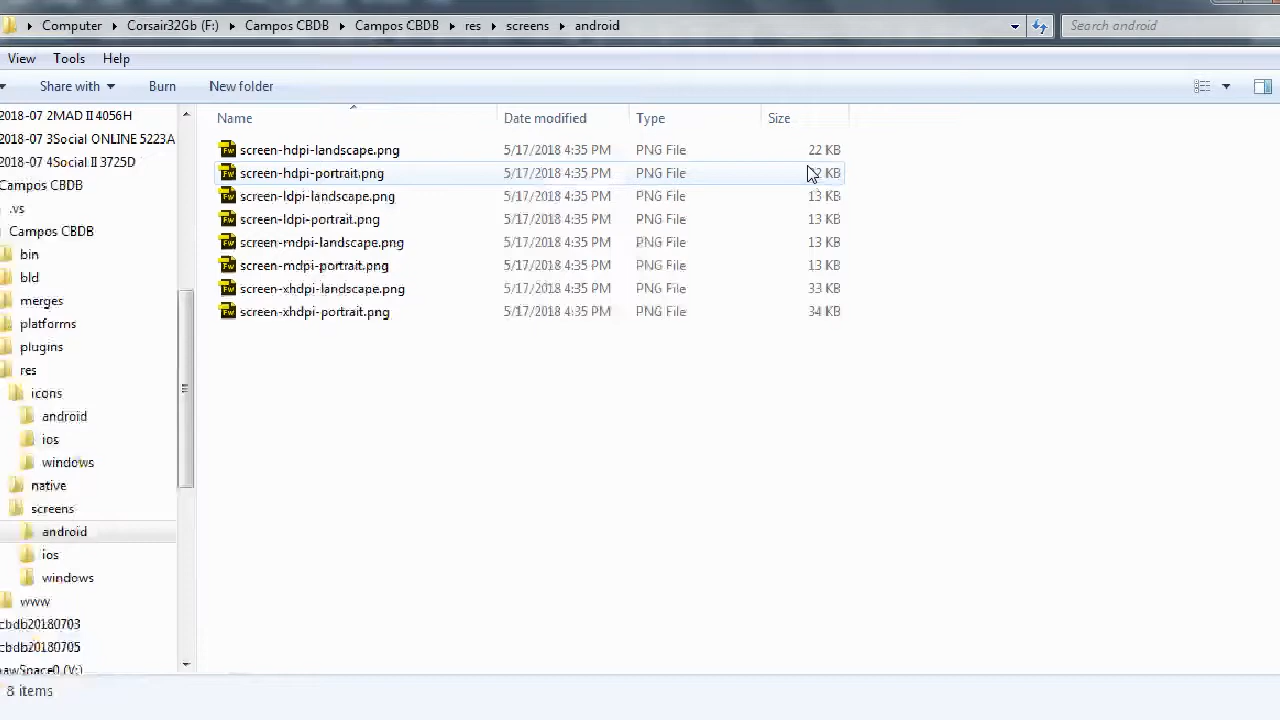 Computer Corsair32Gb (F:) Campos CBDB Campos CBDB res screens android Search android
View Tools Help
Share with Burn New folder
2018-07 2MAD II 4056H
2018-07 3Social ONLINE 5223A
2018-07 4Social II 3725D
Campos CBDB
.vs
Campos CBDB
bin
bld
merges
platforms
plugins
res
icons
android
ios
windows
native
screens
android
ios
windows
www
cbdb20180703
cbdb20180705
Name Date modified Type Size
screen-hdpi-landscape.png 5/17/2018 4:35 PM PNG File 22 KB
screen-hdpi-portrait.png 5/17/2018 4:35 PM PNG File KB
screen-ldpi-landscape.png 5/17/2018 4:35 PM PNG File 13 KB
screen-ldpi-portrait.png 5/17/2018 4:35 PM PNG File 13 KB
screen-mdpi-landscape.png 5/17/2018 4:35 PM PNG File 13 KB
screen-mdpi-portrait.png 5/17/2018 4:35 PM PNG File 13 KB
screen-xhdpi-landscape.png 5/17/2018 4:35 PM PNG File 33 KB
screen-xhdpi-portrait.png 5/17/2018 4:35 PM PNG File 34 KB
8 items